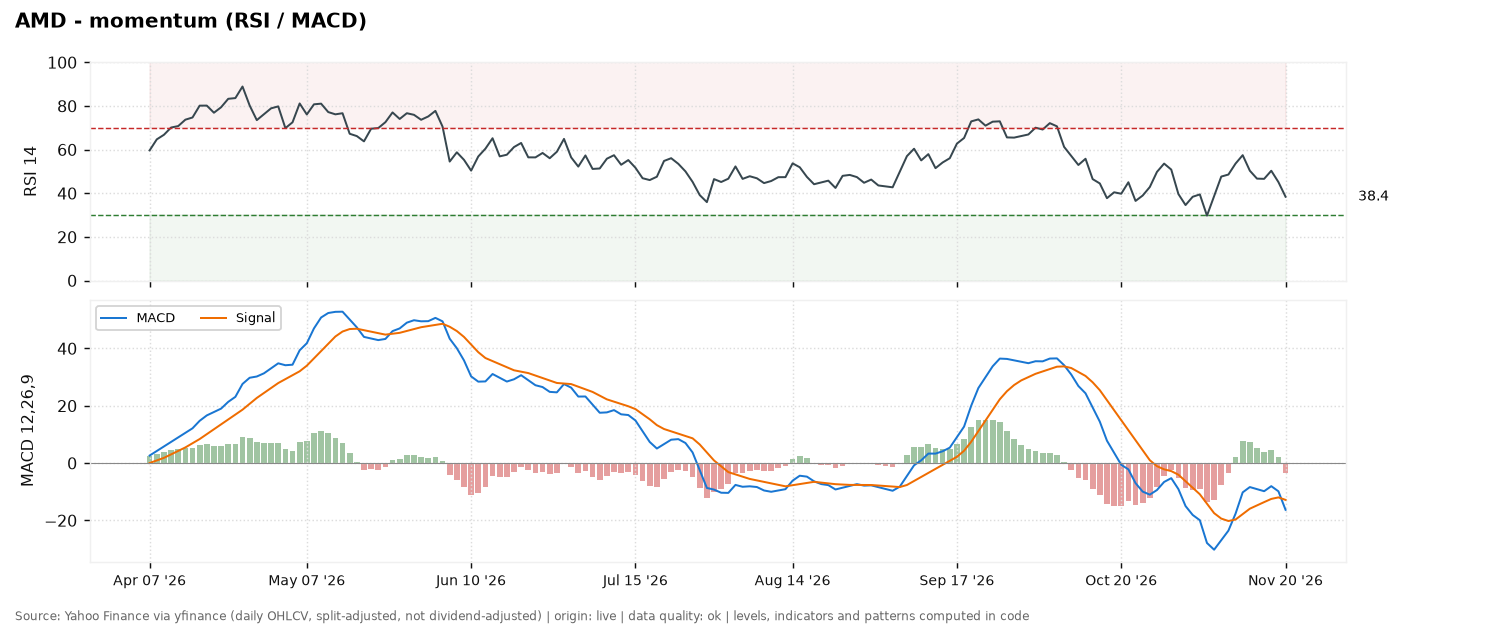 AMD - momentum (RSI / MACD)
100
80
60
40
20
0
RSI 14
38.4
MACD
Signal
40
20
0
−20
MACD 12,26,9
Apr 07 '26
May 07 '26
Jun 10 '26
Jul 15 '26
Aug 14 '26
Sep 17 '26
Oct 20 '26
Nov 20 '26
Source: Yahoo Finance via yfinance (daily OHLCV, split-adjusted, not dividend-adjusted) | origin: live | data quality: ok | levels, indicators and patterns computed in code